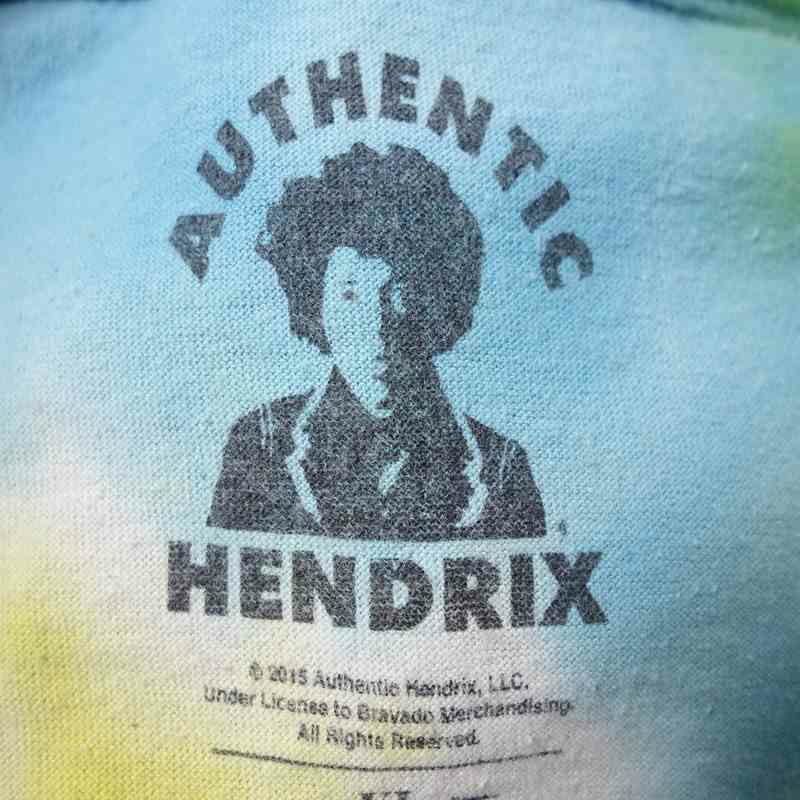 AUTHENTIC
HENDRIX
© 2015 Authentic Hendrix, LLC.
Under License to Bravado Merchandising.
All Rights Reserved.